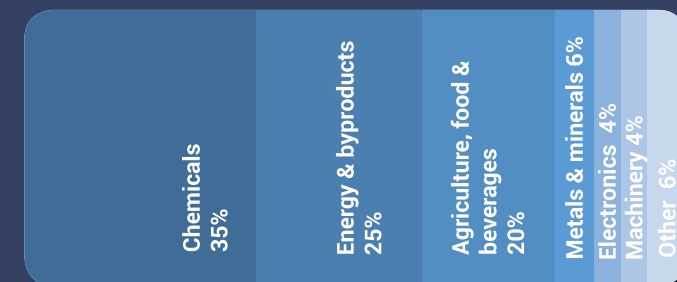 Chemicals
35%
Energy & byproducts
25%
Agriculture, food &
beverages
20%
Metals & minerals 6%
Electronics 4%
Machinery 4%
Other 6%